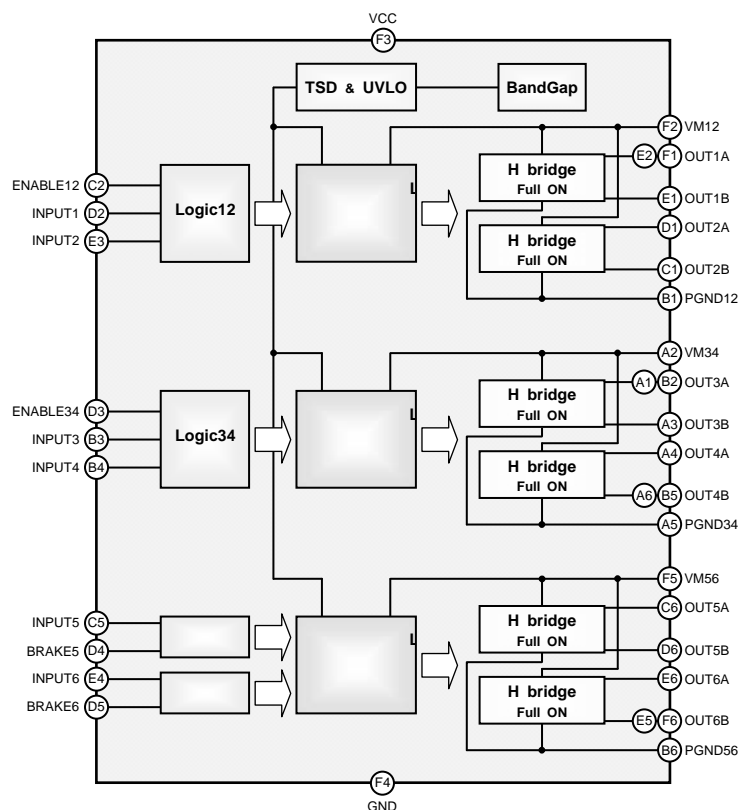 VCC
F3
TSD & UVLO
BandGap
F2 VM12
H bridge
Full ON
E2 F1 OUT1A
ENABLE12 C2
INPUT1 D2
INPUT2 E3
Logic12
L
E1 OUT1B
D1 OUT2A
H bridge
Full ON
C1 OUT2B
B1 PGND12
A2 VM34
H bridge
Full ON
A1 B2 OUT3A
ENABLE34 D3
INPUT3 B3
INPUT4 B4
Logic34
L
A3 OUT3B
A4 OUT4A
H bridge
Full ON
A6 B5 OUT4B
A5 PGND34
F5 VM56
H bridge
Full ON
C6 OUT5A
INPUT5 C5
BRAKE5 D4
INPUT6 E4
BRAKE6 D5
L
D6 OUT5B
E6 OUT6A
H bridge
Full ON
E5 F6 OUT6B
B6 PGND56
F4
GND